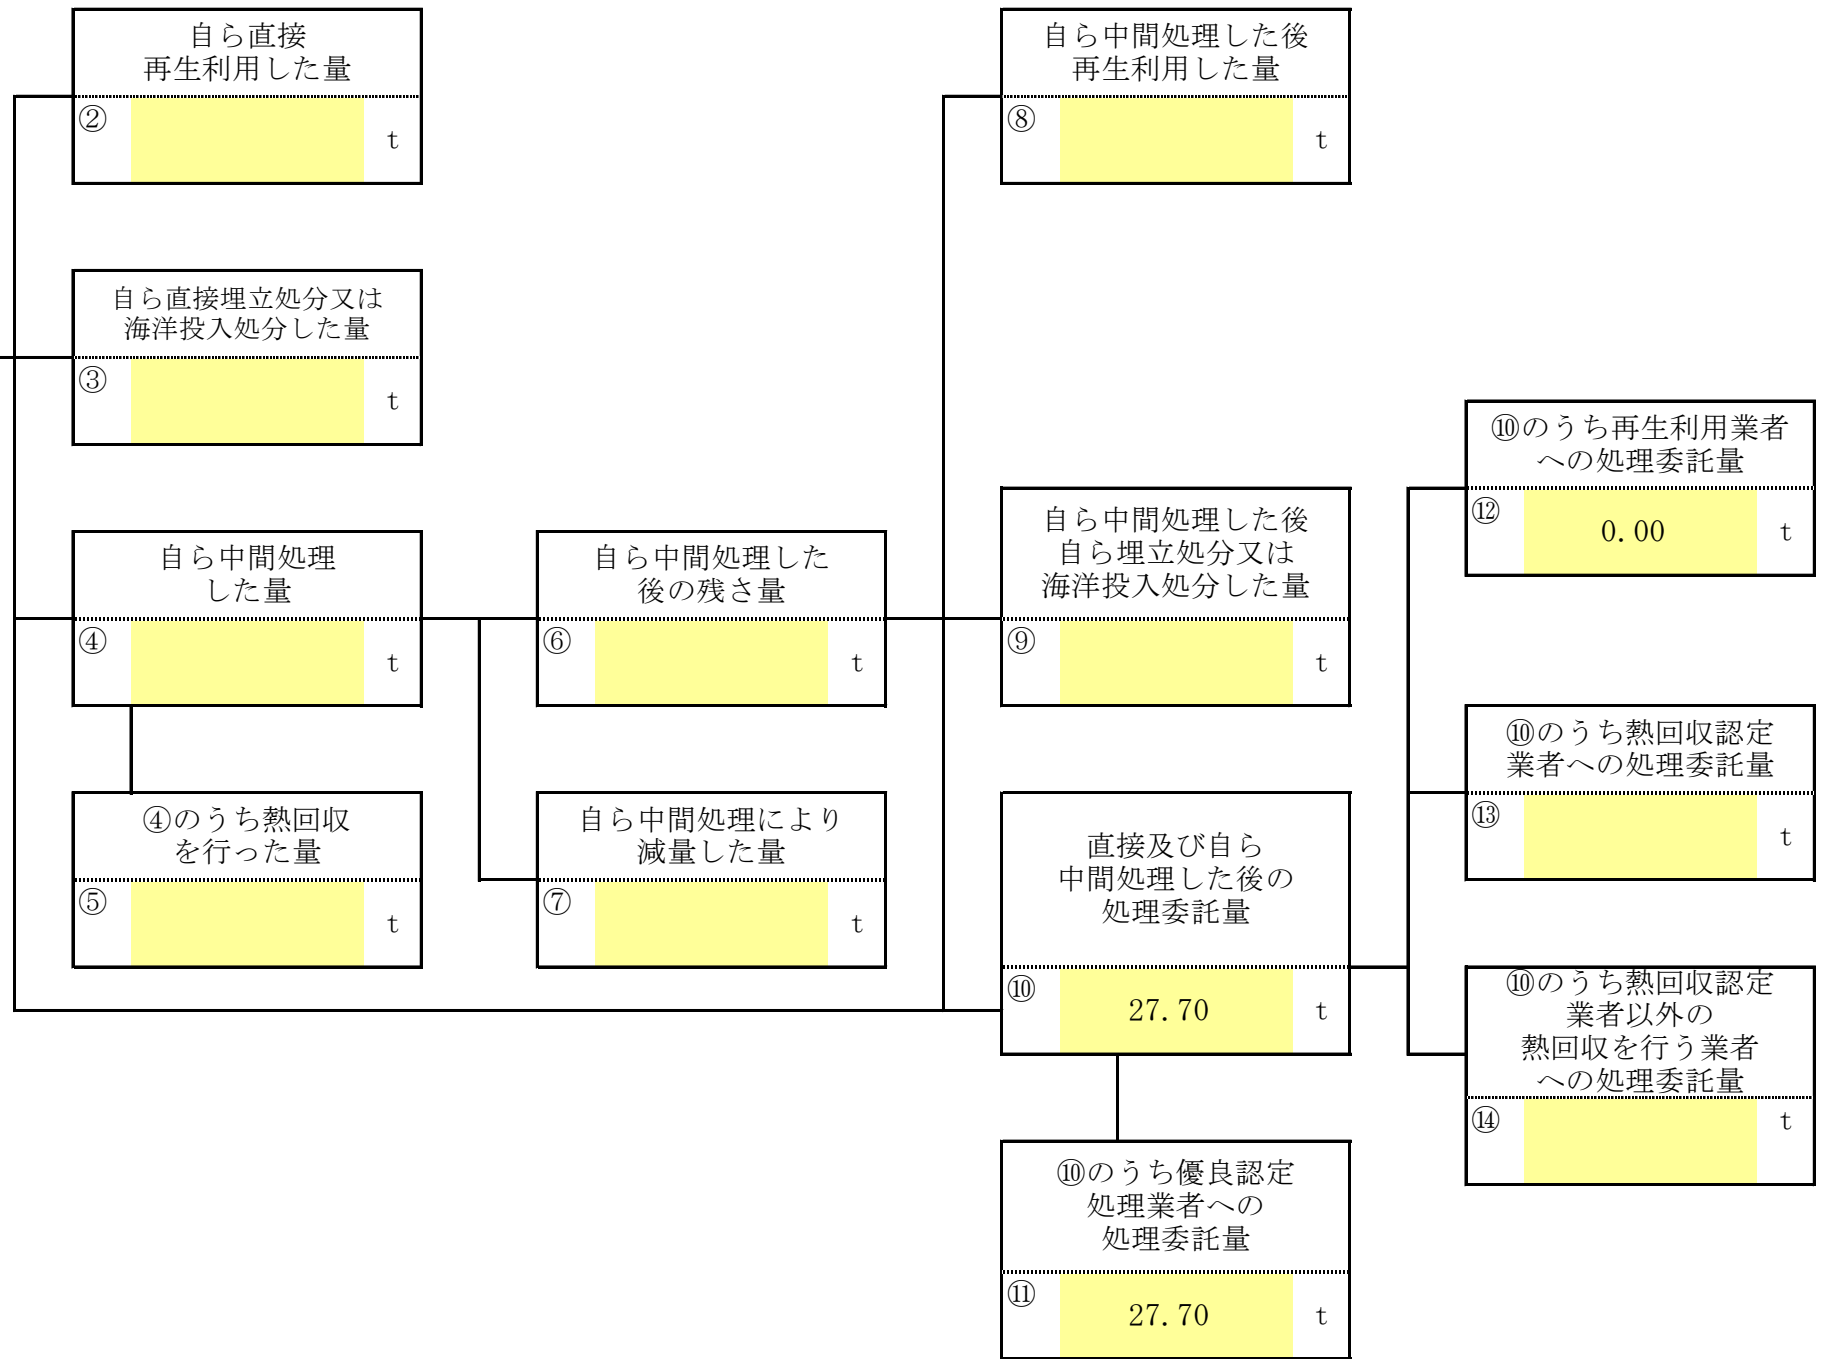 自ら直接
再生利用した量
②
t
自ら中間処理した後
再生利用した量
⑧
t
自ら直接埋立処分又は
海洋投入処分した量
③
t
⑩のうち再生利用業者
への処理委託量
⑫ 0.00 t
自ら中間処理
した量
④
t
自ら中間処理した
後の残さ量
⑥
t
自ら中間処理した後
自ら埋立処分又は
海洋投入処分した量
⑨
t
⑩のうち熱回収認定
業者への処理委託量
⑬
t
④のうち熱回収
を行った量
⑤
t
自ら中間処理により
減量した量
⑦
t
直接及び自ら
中間処理した後の
処理委託量
⑩ 27.70 t
⑩のうち熱回収認定
業者以外の
熱回収を行う業者
への処理委託量
⑭ t
⑩のうち優良認定
処理業者への
処理委託量
⑪ 27.70 t